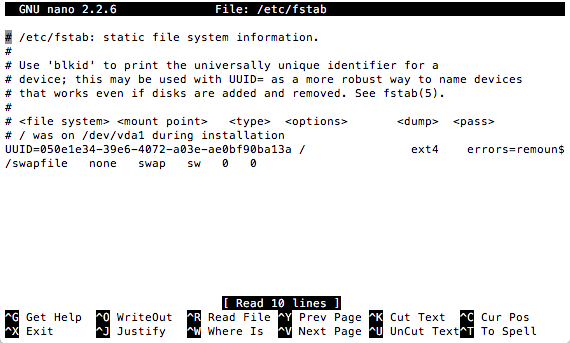 GNU nano 2.2.6 File: /etc/fstab
# /etc/fstab: static file system information.
#
# Use 'blkid' to print the universally unique identifier for a
# device; this may be used with UUID= as a more robust way to name devices
# that works even if disks are added and removed. See fstab(5).
#
# <file system> <mount point> <type> <options> <dump> <pass>
# / was on /dev/vda1 during installation
UUID=050e1e34-39e6-4072-a03e-ae0bf90ba13a / ext4 errors=remoun$
/swapfile none swap sw 0 0
[ Read 10 lines ]
^G Get Help ^O WriteOut ^R Read File ^Y Prev Page ^K Cut Text ^C Cur Pos
^X Exit ^J Justify ^W Where Is ^V Next Page ^U UnCut Text ^T To Spell